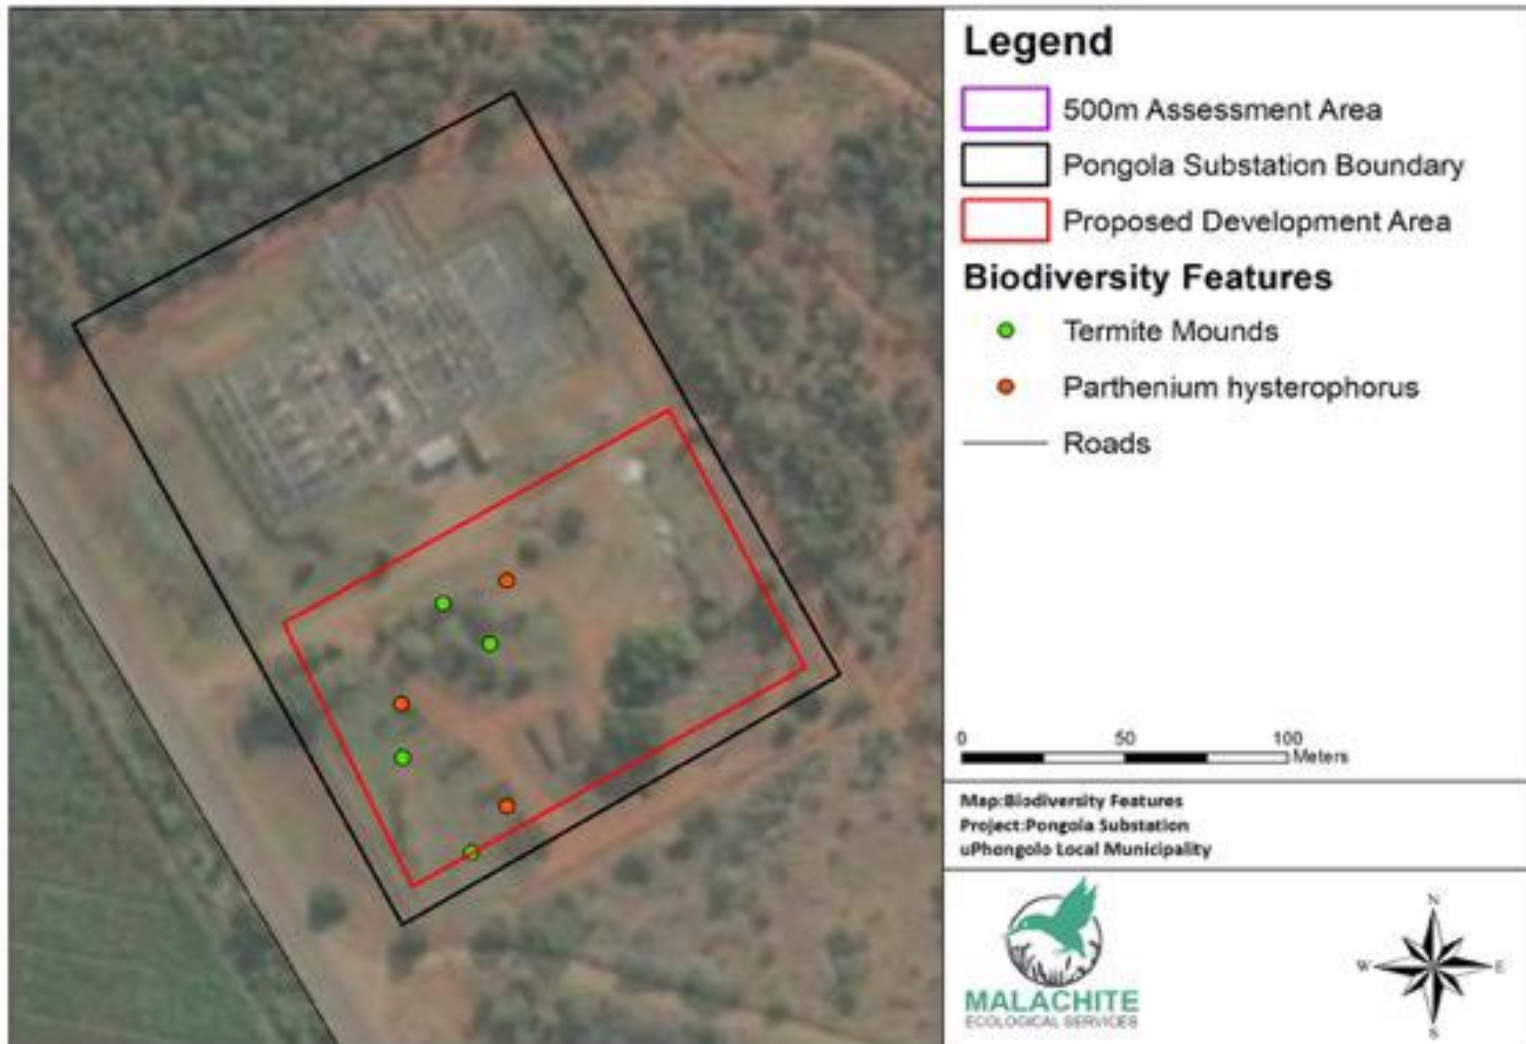 Legend
500m Assessment Area
Pongola Substation Boundary
Proposed Development Area
Biodiversity Features
Termite Mounds
Parthenium hysterophorus
Roads
0 50 100
Meters
Map:Biodiversity Features
Project:Pongola Substation
uPhongolo Local Municipality
MALACHITE
ECOLOGICAL SERVICES
N
W E
S